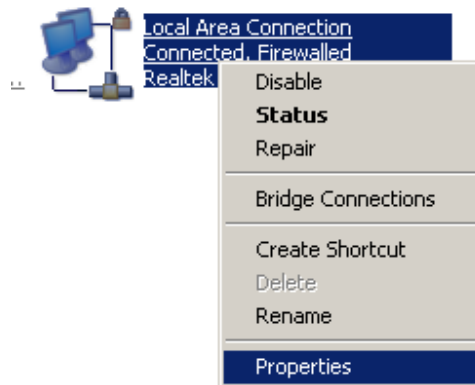 Local Area Connection
Connected, Firewalled
Realtek
Disable
Status
Repair
Bridge Connections
Create Shortcut
Delete
Rename
Properties